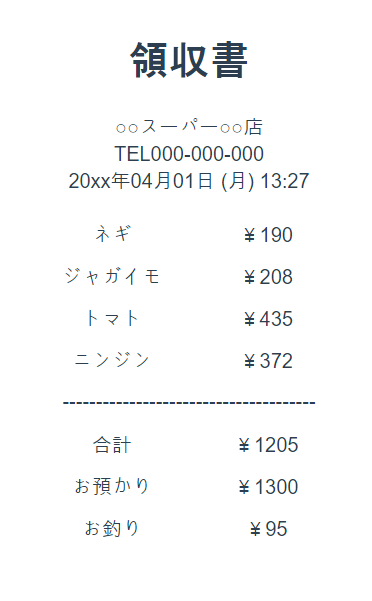 領収書
○○スーパー○○店
TEL000-000-000
20xx年04月01日 (月) 13:27
ネギ ￥190
ジャガイモ ￥208
トマト ￥435
ニンジン ￥372
--------------------------------------
合計 ￥1205
お預かり ￥1300
お釣り ￥95